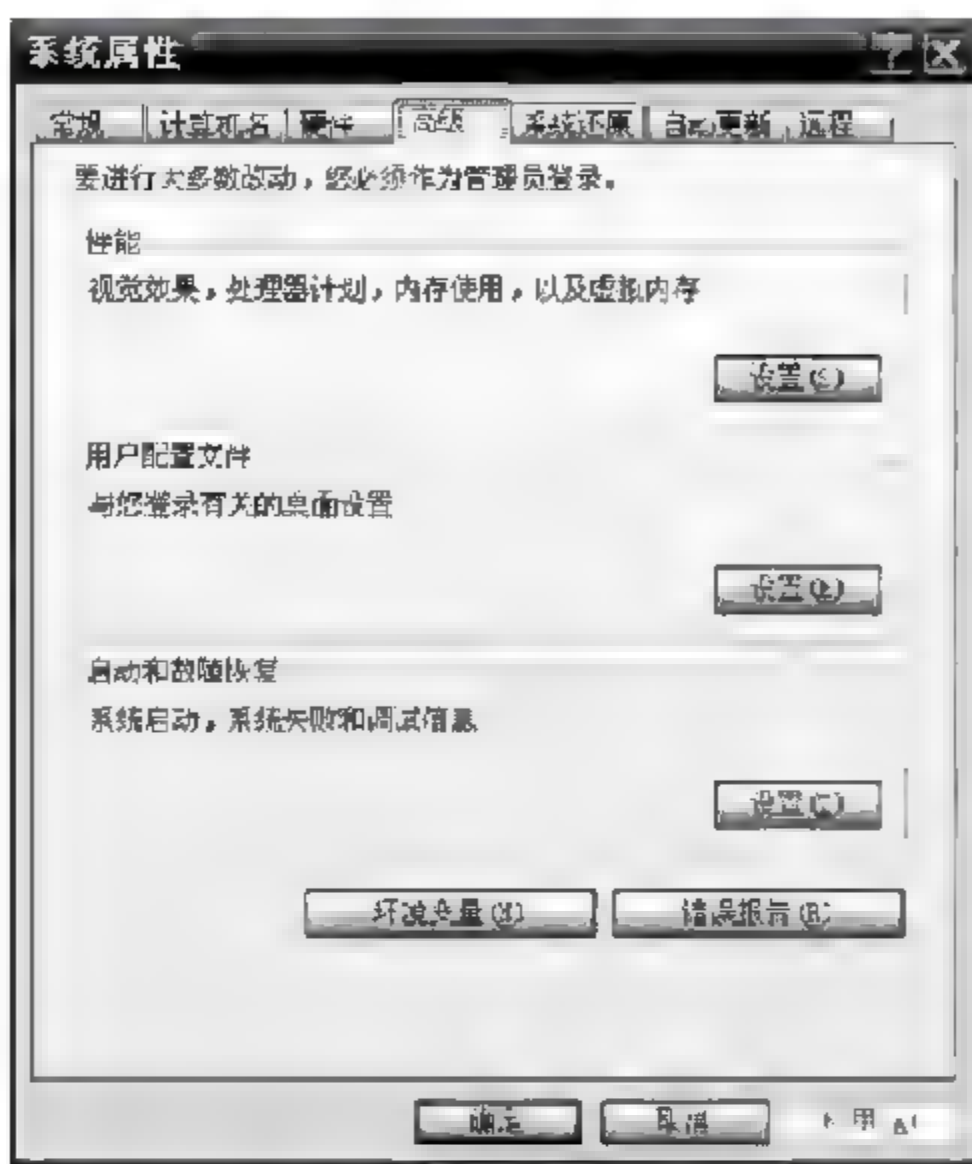 系统属性
常规 计算机名 硬件 高级 系统还原 自动更新 远程
要进行大多数改动，您必须作为管理员登录。
性能
视觉效果，处理器计划，内存使用，以及虚拟内存
设置(S)
用户配置文件
与您登录有关的桌面设置
设置(E)
启动和故障恢复
系统启动，系统失败和调试信息
设置(T)
环境变量(N) 错误报告(R)
确定 取消 用(A)